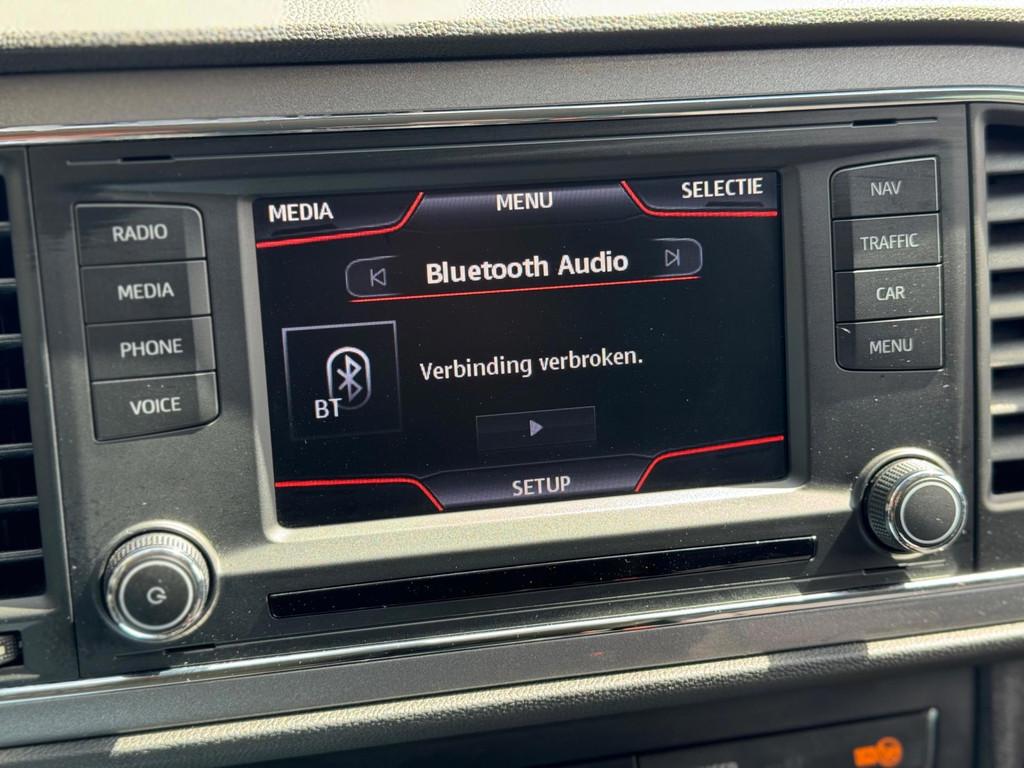 MEDIA
MENU
SELECTIE
Bluetooth Audio
Verbinding verbroken.
BT
SETUP
RADIO
MEDIA
PHONE
VOICE
NAV
TRAFFIC
CAR
MENU